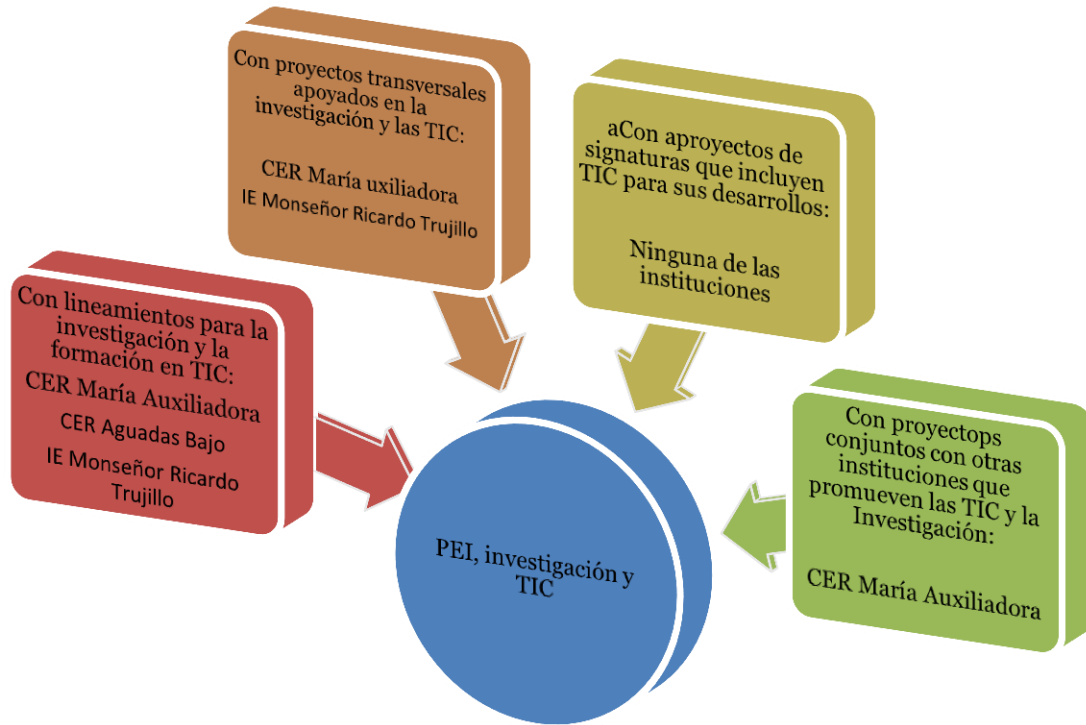 Con proyectos transversales
apoyados en la
investigación y las TIC:
CER María uxiliadora
IE Monseñor Ricardo Trujillo
aCon aproyectos de
signaturas que incluyen
TIC para sus desarrollos:
Ninguna de las
instituciones
Con lineamientos para la
investigación y la
formación en TIC:
CER María Auxiliadora
CER Aguadas Bajo
IE Monseñor Ricardo
Trujillo
Con proyectops
conjuntos con otras
instituciones que
promueven las TIC y la
Investigación:
CER María Auxiliadora
PEI, investigación y
TIC